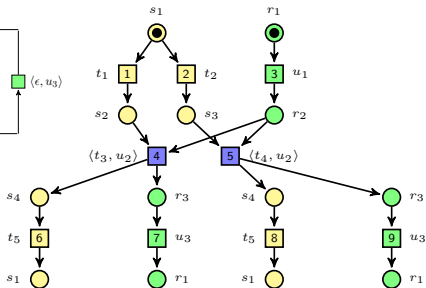 s₁ r₁
⟨ϵ, u₃⟩ t₁ 1 2 t₂ 3 u₁
s₂ s₃ r₂
⟨t₃, u₂⟩ 4 5 ⟨t₄, u₂⟩
s₄ r₃ s₄ r₃
t₅ 6 7 u₃ t₅ 8 9 u₃
s₁ r₁ s₁ r₁